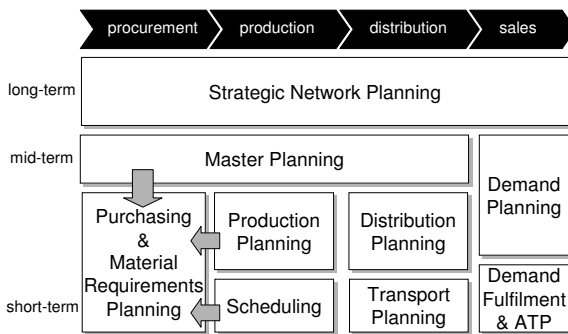 procurement production distribution sales
long-term
Strategic Network Planning
mid-term
Master Planning
Demand
Planning
Purchasing
&
Material
Requirements
Planning
Production
Planning
Distribution
Planning
short-term
Scheduling
Transport
Planning
Demand
Fulfilment
& ATP